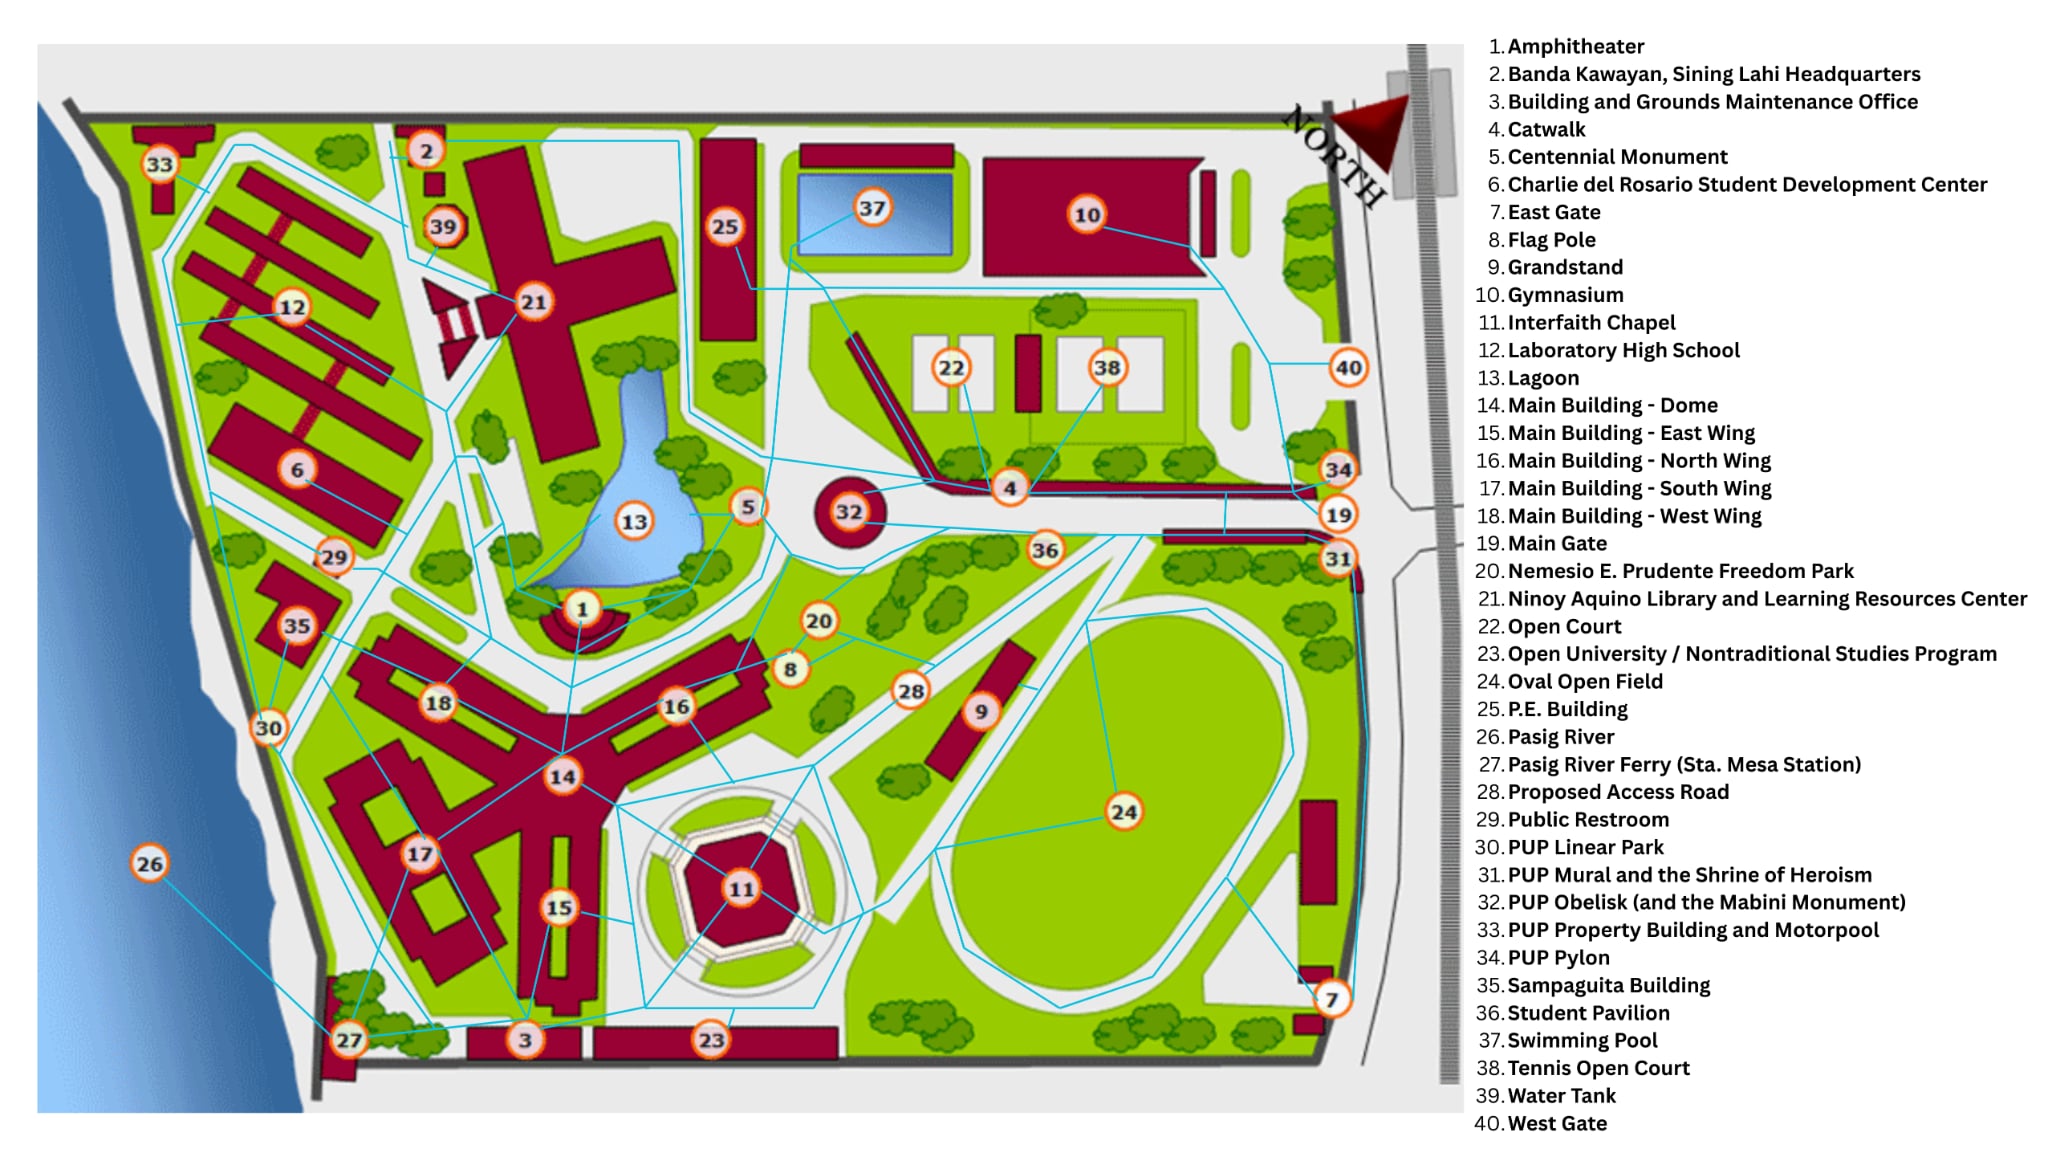 NORTH
33
2
39
37
25
10
12
21
22
38
40
6
4
34
5
32
13
19
29
36
31
1
35
20
8
18
16
28
9
30
14
24
17
26
11
15
7
27
3
23
1. Amphitheater
2. Banda Kawayan, Sining Lahi Headquarters
3. Building and Grounds Maintenance Office
4. Catwalk
5. Centennial Monument
6. Charlie del Rosario Student Development Center
7. East Gate
8. Flag Pole
9. Grandstand
10. Gymnasium
11. Interfaith Chapel
12. Laboratory High School
13. Lagoon
14. Main Building - Dome
15. Main Building - East Wing
16. Main Building - North Wing
17. Main Building - South Wing
18. Main Building - West Wing
19. Main Gate
20. Nemesio E. Prudente Freedom Park
21. Ninoy Aquino Library and Learning Resources Center
22. Open Court
23. Open University / Nontraditional Studies Program
24. Oval Open Field
25. P.E. Building
26. Pasig River
27. Pasig River Ferry (Sta. Mesa Station)
28. Proposed Access Road
29. Public Restroom
30. PUP Linear Park
31. PUP Mural and the Shrine of Heroism
32. PUP Obelisk (and the Mabini Monument)
33. PUP Property Building and Motorpool
34. PUP Pylon
35. Sampaguita Building
36. Student Pavilion
37. Swimming Pool
38. Tennis Open Court
39. Water Tank
40. West Gate